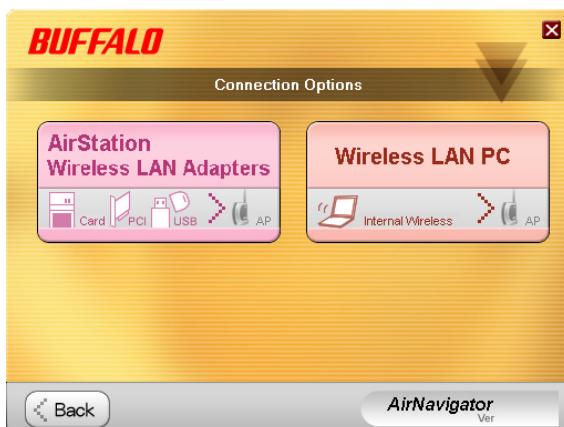 BUFFALO
Connection Options
AirStation
Wireless LAN Adapters
Card PCI USB AP
Wireless LAN PC
Internal Wireless AP
Back
AirNavigator
Ver